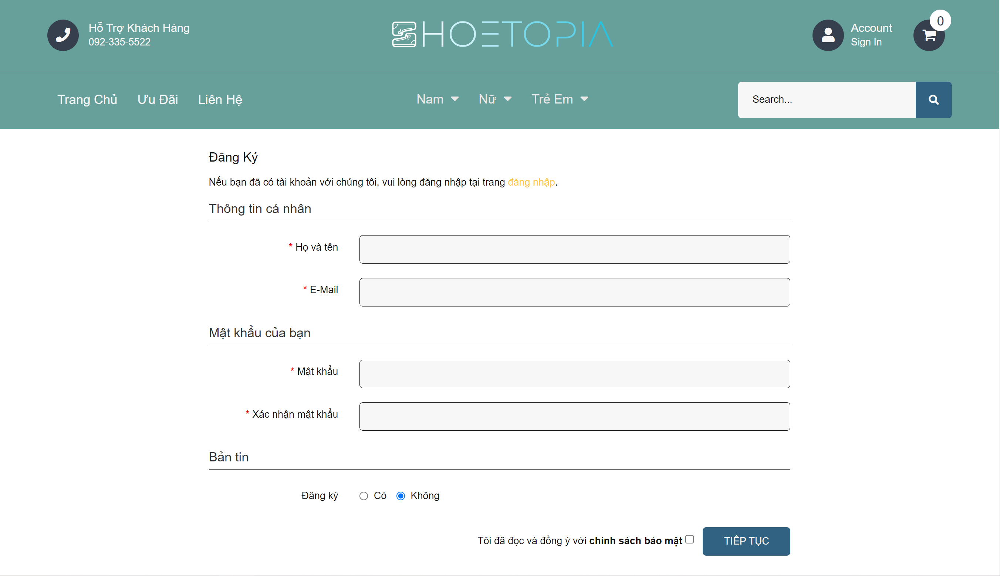 Hỗ Trợ Khách Hàng
092-335-5522
SHOETOPIA
Account
Sign In
0
Trang Chủ
Ưu Đãi
Liên Hệ
Nam
Nữ
Trẻ Em
Search...
Đăng Ký
Nếu bạn đã có tài khoản với chúng tôi, vui lòng đăng nhập tại trang đăng nhập.
Thông tin cá nhân
* Họ và tên
* E-Mail
Mật khẩu của bạn
* Mật khẩu
* Xác nhận mật khẩu
Bản tin
Đăng ký
Có
Không
Tôi đã đọc và đồng ý với chính sách bảo mật
TIẾP TỤC